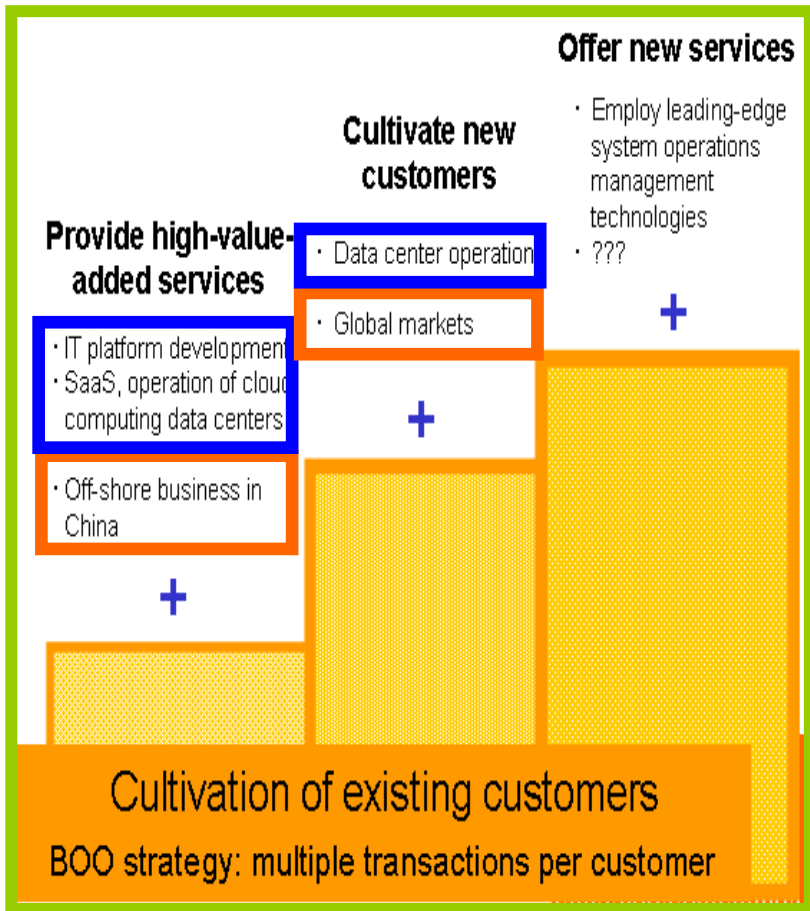 Offer new services
・Employ leading-edge
system operations
management
technologies
・???
+
Cultivate new
customers
・Data center operation
・Global markets
+
Provide high-value-
added services
・IT platform development
・SaaS, operation of cloud
computing data centers
・Off-shore business in
China
+
Cultivation of existing customers
BOO strategy: multiple transactions per customer